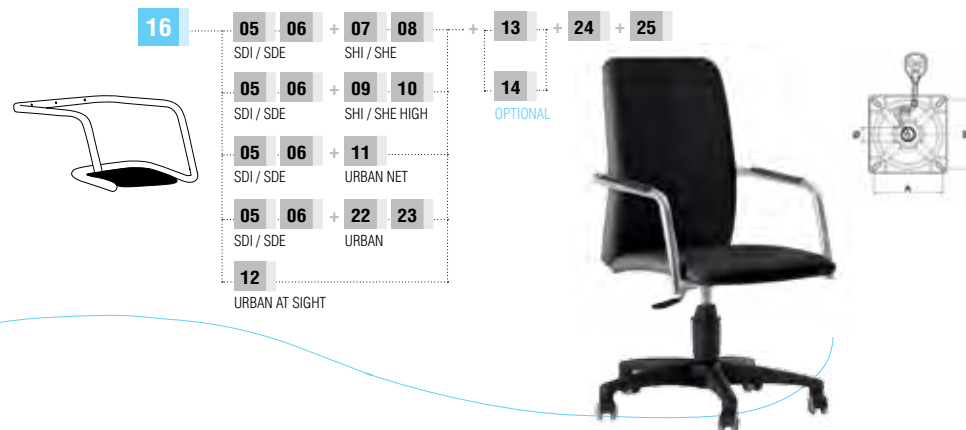 16 05 06 + 07 08 + 13 + 24 + 25
SDI / SDE SHI / SHE
05 06 + 09 10 14
SDI / SDE SHI / SHE HIGH OPTIONAL
05 06 + 11
SDI / SDE URBAN NET
05 06 + 22 23
SDI / SDE URBAN
12
URBAN AT SIGHT
A